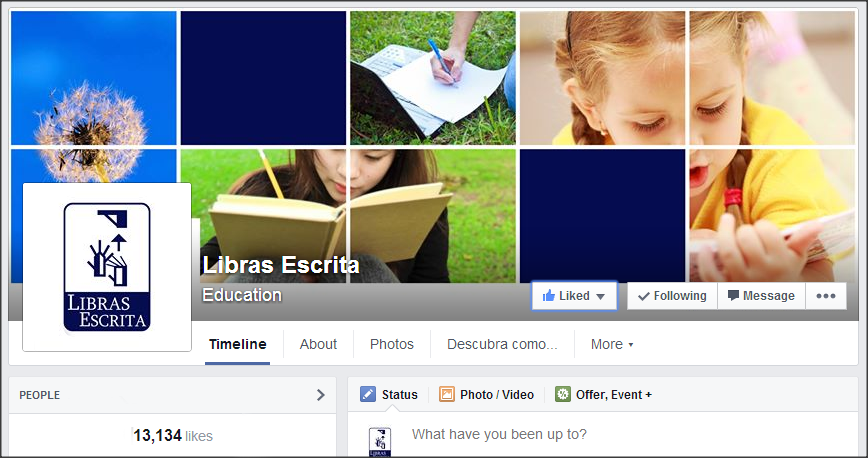 LIBRAS
ESCRITA
Libras Escrita
Education
Liked
Following
Message
Timeline
About
Photos
Descubra como...
More
PEOPLE
13,134 likes
Status
Photo / Video
Offer, Event +
What have you been up to?